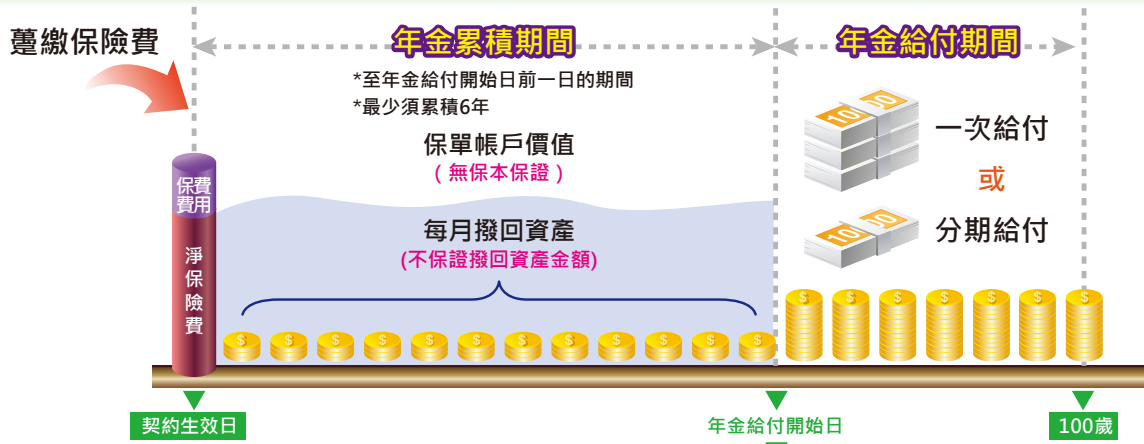 躉繳保險費
年金累積期間
年金給付期間
*至年金給付開始日前一日的期間
*最少須累積6年
保單帳戶價值
(無保本保證)
每月撥回資產
(不保證撥回資產金額)
保費
費用
淨保險費
一次給付
或
分期給付
契約生效日
年金給付開始日
100歲